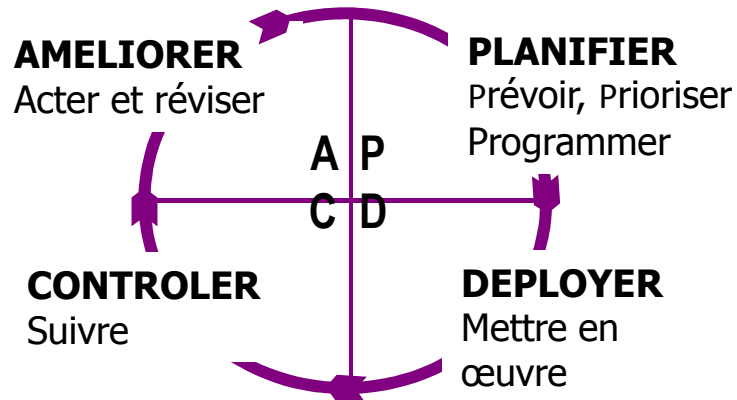 AMELIORER
Acter et réviser
PLANIFIER
Prévoir, Prioriser
Programmer
A P
C D
CONTROLER
Suivre
DEPLOYER
Mettre en
œuvre